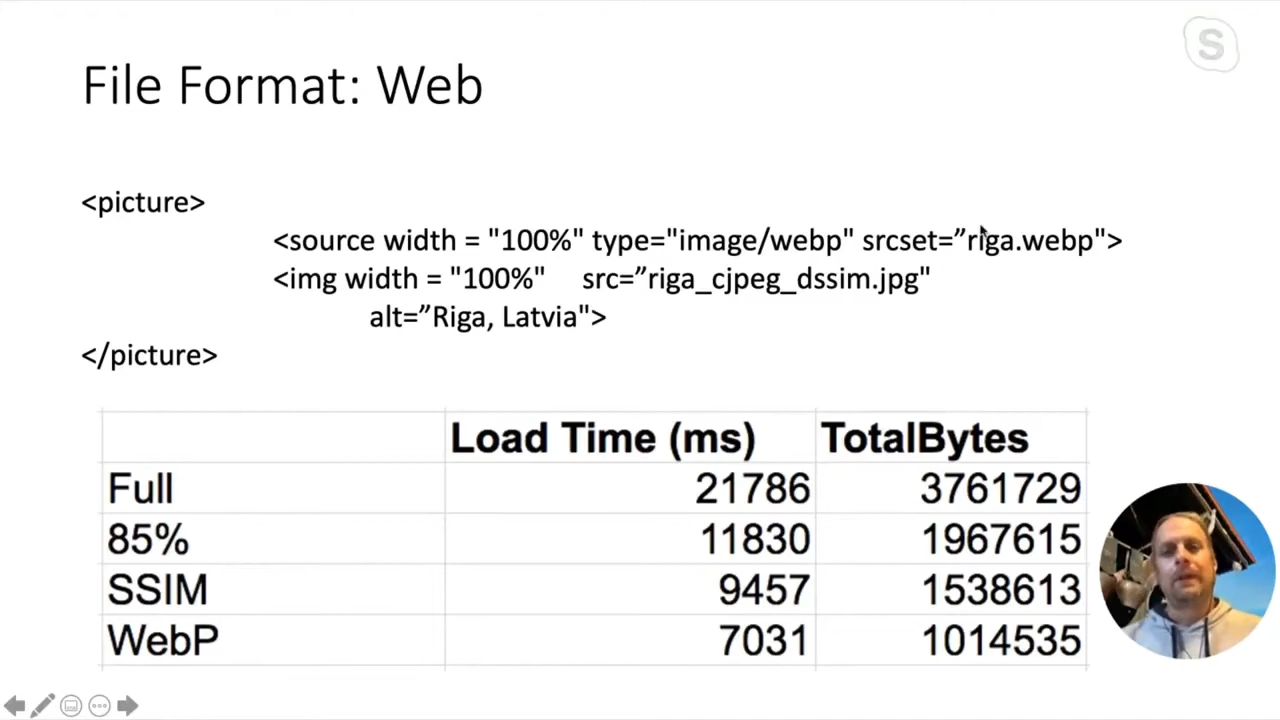 File Format: Web
<picture>
<source width = "100%" type="image/webp" srcset=”riga.webp">
<img width = "100%" src=”riga_cjpeg_dssim.jpg"
alt=”Riga, Latvia">
</picture>
Load Time (ms) TotalBytes
Full 21786 3761729
85% 11830 1967615
SSIM 9457 1538613
WebP 7031 1014535
S